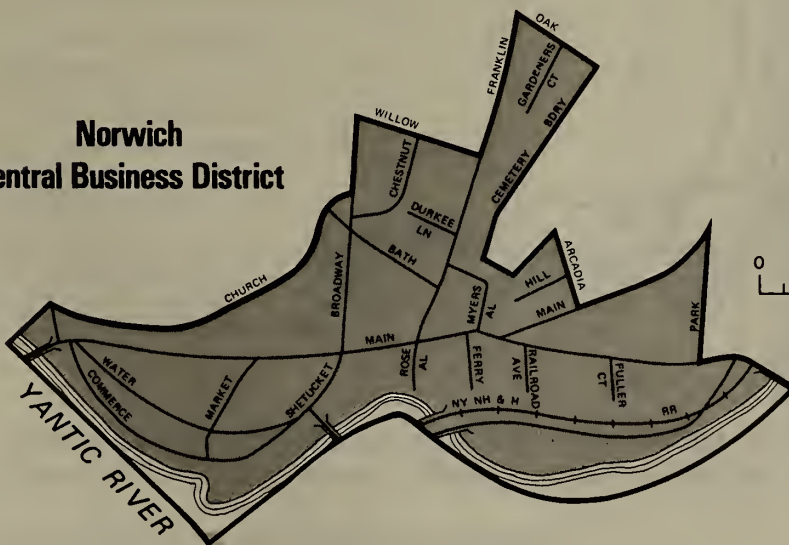 Norwich
entral Business District
OAK
FRANKLIN
GARDENERS
CT
CEMETERY BDRY
WILLOW
CHESTNUT
DURKEE
LN
BATH
BROADWAY
CHURCH
ARCADIA
HILL
MAIN
MYERS
AL
PARK
0
MAIN
ROSE
AL
FERRY
RAILROAD
AVE
FULLER
CT
WATER
COMMERCE
MARKET
SHETUCKET
NY NH & H RR
YANTIC RIVER